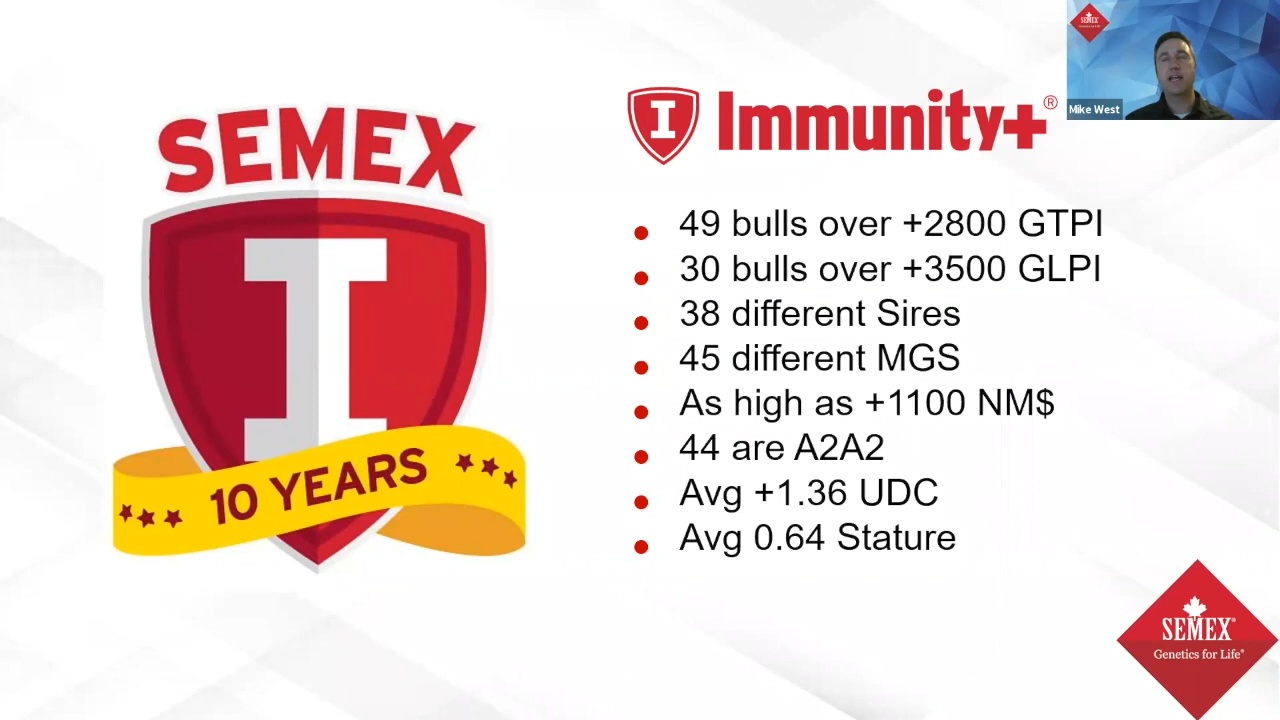 SEMEX
I
10 YEARS
I Immunity+®
Mike West
49 bulls over +2800 GTPI
30 bulls over +3500 GLPI
38 different Sires
45 different MGS
As high as +1100 NM$
44 are A2A2
Avg +1.36 UDC
Avg 0.64 Stature
SEMEX®
Genetics for Life®
SEMEX